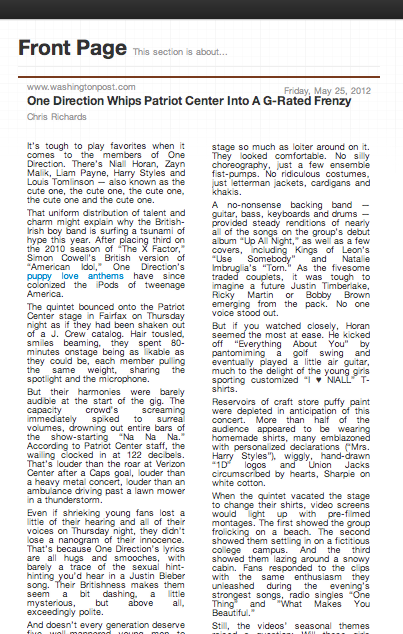 Front Page This section is about...
www.washingtonpost.com
Friday, May 25, 2012
One Direction Whips Patriot Center Into A G-Rated Frenzy
Chris Richards
It's tough to play favorites when it
comes to the members of One
Direction. There's Niall Horan, Zayn
Malik, Liam Payne, Harry Styles and
Louis Tomlinson — also known as the
cute one, the cute one, the cute one,
the cute one and the cute one.
That uniform distribution of talent and
charm might explain why the British-
Irish boy band is surfing a tsunami of
hype this year. After placing third on
the 2010 season of “The X Factor,”
Simon Cowell's British version of
“American Idol,” One Direction's
puppy love anthems have since
colonized the iPods of tweenage
America.
The quintet bounced onto the Patriot
Center stage in Fairfax on Thursday
night as if they had been shaken out
of a J. Crew catalog. Hair tousled,
smiles beaming, they spent 80-
minutes onstage being as likable as
they could be, each member pulling
the same weight, sharing the
spotlight and the microphone.
But their harmonies were barely
audible at the start of the gig. The
capacity crowd's screaming
immediately spiked to surreal
volumes, drowning out entire bars of
the show-starting “Na Na Na.”
According to Patriot Center staff, the
wailing clocked in at 122 decibels.
That's louder than the roar at Verizon
Center after a Caps goal, louder than
a heavy metal concert, louder than an
ambulance driving past a lawn mower
in a thunderstorm.
Even if shrieking young fans lost a
little of their hearing and all of their
voices on Thursday night, they didn't
lose a nanogram of their innocence.
That's because One Direction's lyrics
are all hugs and smooches, with
barely a trace of the sexual hint-
hinting you'd hear in a Justin Bieber
song. Their Britishness makes them
seem a bit dashing, a little
mysterious, but above all,
exceedingly polite.
And doesn't every generation deserve
five well-mannered young men to
stage so much as loiter around on it.
They looked comfortable. No silly
choreography, just a few ensemble
fist-pumps. No ridiculous costumes,
just letterman jackets, cardigans and
khakis.
A no-nonsense backing band —
guitar, bass, keyboards and drums —
provided steady renditions of nearly
all of the songs on the group's debut
album “Up All Night,” as well as a few
covers, including Kings of Leon's
“Use Somebody” and Natalie
Imbruglia's “Torn.” As the fivesome
traded couplets, it was tough to
imagine a future Justin Timberlake,
Ricky Martin or Bobby Brown
emerging from the pack. No one
voice stood out.
But if you watched closely, Horan
seemed the most at ease. He kicked
off “Everything About You” by
pantomiming a golf swing and
eventually played a little air guitar,
much to the delight of the young girls
sporting customized “I ♥ NIALL” T-
shirts.
Reservoirs of craft store puffy paint
were depleted in anticipation of this
concert. More than half of the
audience appeared to be wearing
homemade shirts, many emblazoned
with personalized declarations (“Mrs.
Harry Styles”), wiggly, hand-drawn
“1D” logos and Union Jacks
circumscribed by hearts, Sharpie on
white cotton.
When the quintet vacated the stage
to change their shirts, video screens
would light up with pre-filmed
montages. The first showed the group
frolicking on a beach. The second
showed them settling in on a fictitious
college campus. And the third
showed them lazing around a snowy
cabin. Fans responded to the clips
with the same enthusiasm they
unleashed during the evening's
strongest songs, radio singles “One
Thing” and “What Makes You
Beautiful.”
Still, the videos' seasonal themes
raised a question: Will these